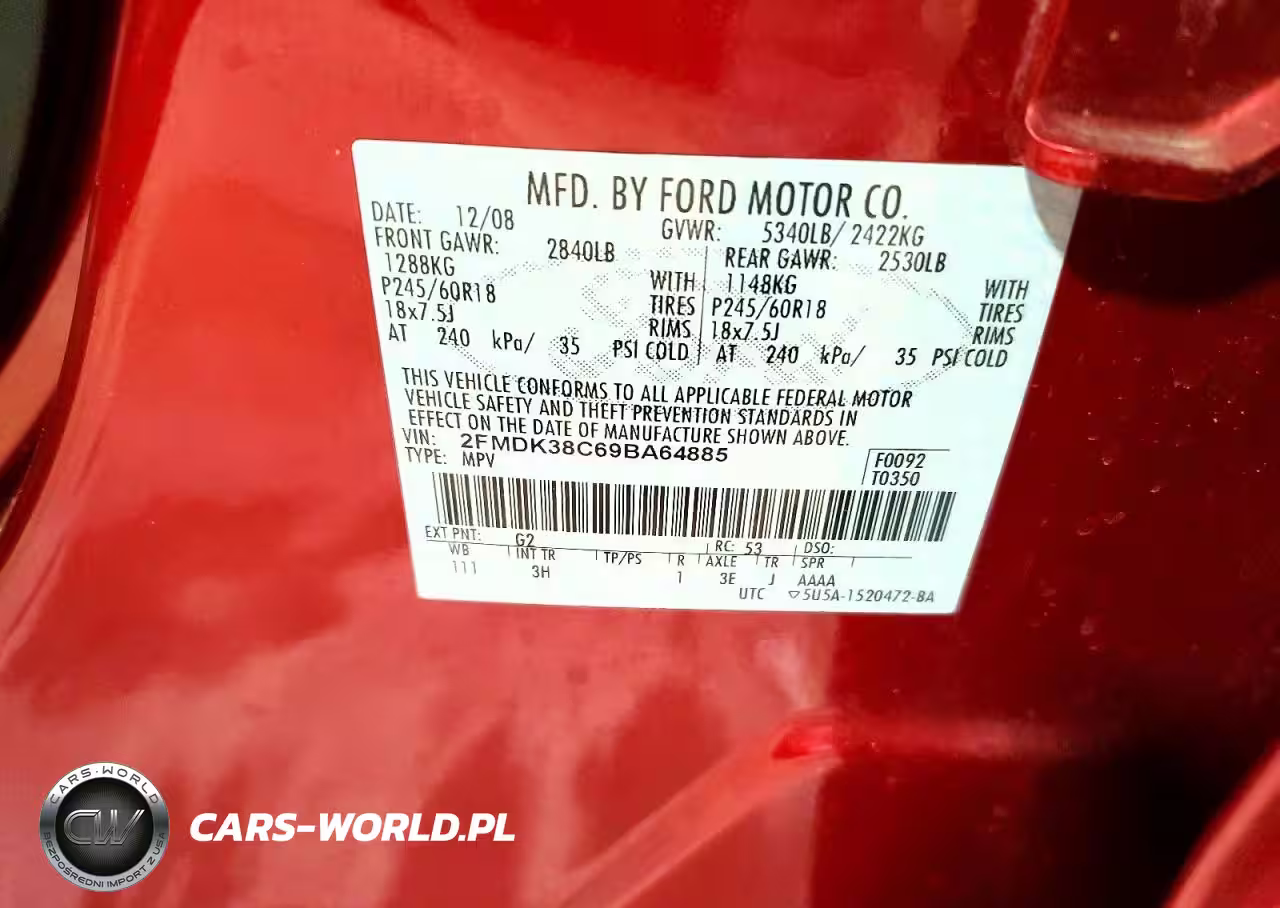 MFD. BY FORD MOTOR CO.
DATE: 12/08 GVWR: 5340LB/ 2422KG
FRONT GAWR: 2840LB REAR GAWR: 2530LB
1288KG WITH 1148KG WITH
P245/60R18 TIRES P245/60R18 TIRES
18x7.5J RIMS 18x7.5J RIMS
AT 240 kPa/ 35 PSI COLD AT 240 kPa/ 35 PSI COLD
THIS VEHICLE CONFORMS TO ALL APPLICABLE FEDERAL MOTOR
VEHICLE SAFETY AND THEFT PREVENTION STANDARDS IN
EFFECT ON THE DATE OF MANUFACTURE SHOWN ABOVE.
VIN: 2FMDK38C69BA64885
TYPE: MPV
F0092
T0350
EXT PNT: G2 RC: 53 DSO:
WB INT TR TP/PS R AXLE TR SPR
111 3H 1 3E J AAAA
UTC ▽5U5A-1520472-BA
CARS-WORLD
CW
BEZPOŚREDNI IMPORT Z USA
CARS-WORLD.PL